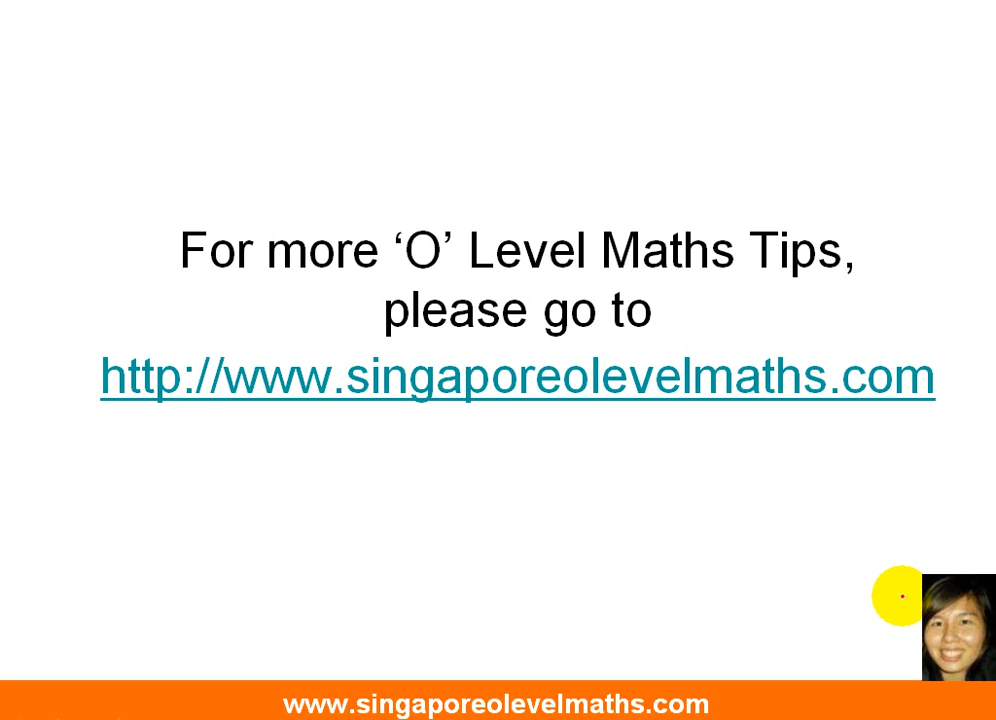 For more ‘O’ Level Maths Tips,
please go to
http://www.singaporeolevelmaths.com
www.singaporeolevelmaths.com